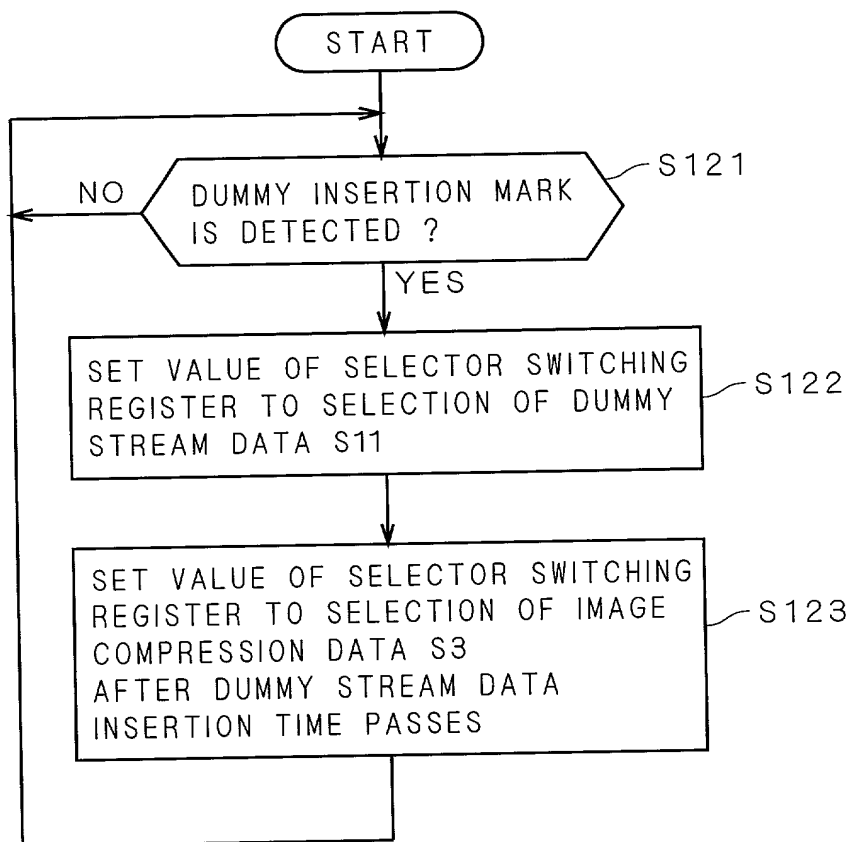 START
NO
DUMMY INSERTION MARK
IS DETECTED ?
S121
YES
SET VALUE OF SELECTOR SWITCHING
REGISTER TO SELECTION OF DUMMY
STREAM DATA S11
S122
SET VALUE OF SELECTOR SWITCHING
REGISTER TO SELECTION OF IMAGE
COMPRESSION DATA S3
AFTER DUMMY STREAM DATA
INSERTION TIME PASSES
S123